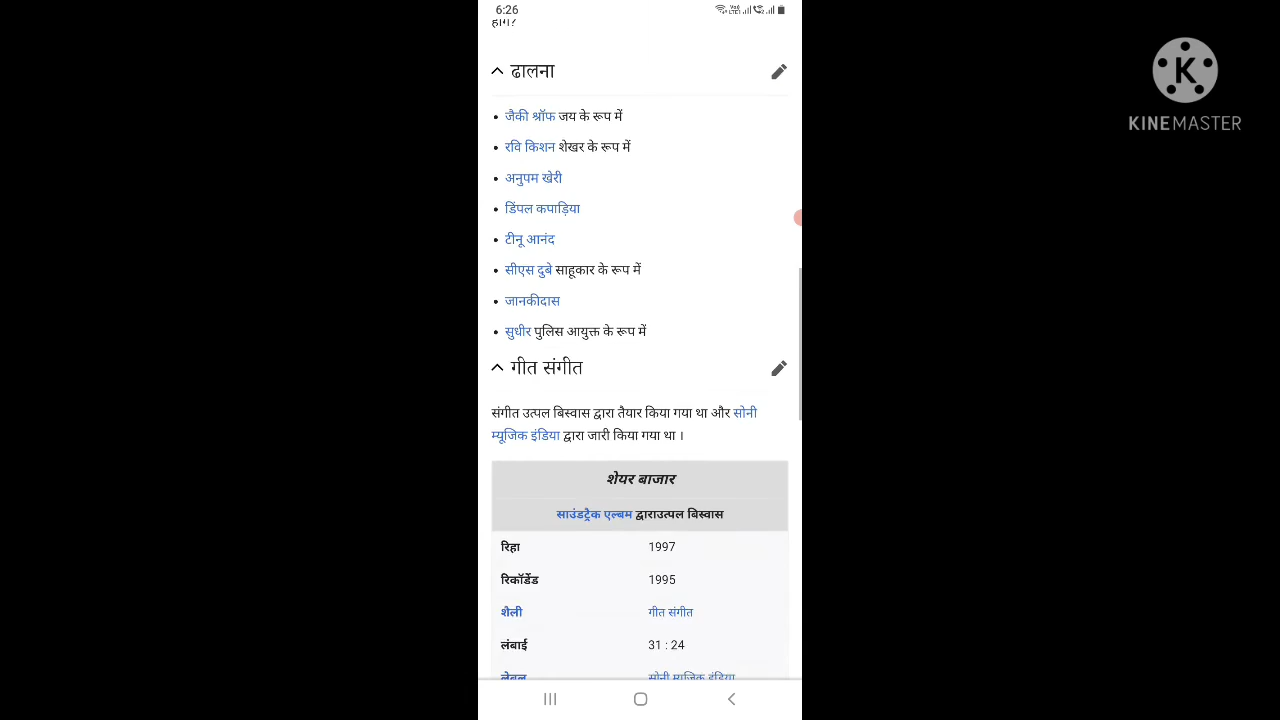 6:26
होंगे?
ढालना
जैकी श्रॉफ जय के रूप में
रवि किशन शेखर के रूप में
अनुपम खेरी
डिंपल कपाड़िया
टीनू आनंद
सीएस दुबे साहूकार के रूप में
जानकीदास
सुधीर पुलिस आयुक्त के रूप में
गीत संगीत
संगीत उत्पल बिस्वास द्वारा तैयार किया गया था और सोनी
म्यूजिक इंडिया द्वारा जारी किया गया था ।
शेयर बाजार
साउंडट्रैक एल्बम द्वाराउत्पल बिस्वास
रिहा 1997
रिकॉर्डेड 1995
शैली गीत संगीत
लंबाई 31 : 24
लेबल सोनी म्यूजिक इंडिया
K
KINEMASTER